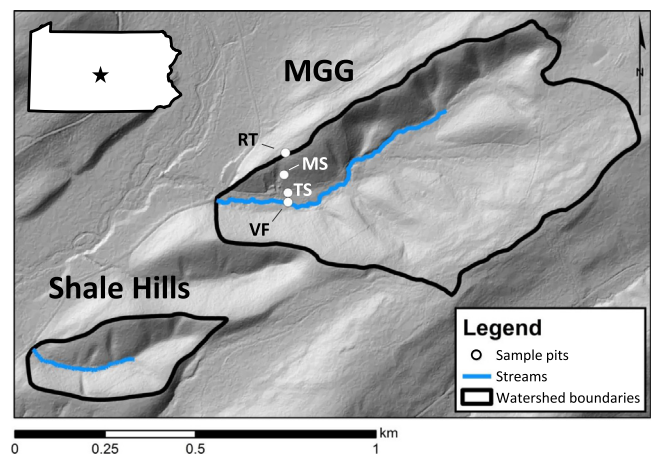 MGG
N
RT
MS
TS
VF
Shale Hills
Legend
Sample pits
Streams
Watershed boundaries
km
0 0.25 0.5 1